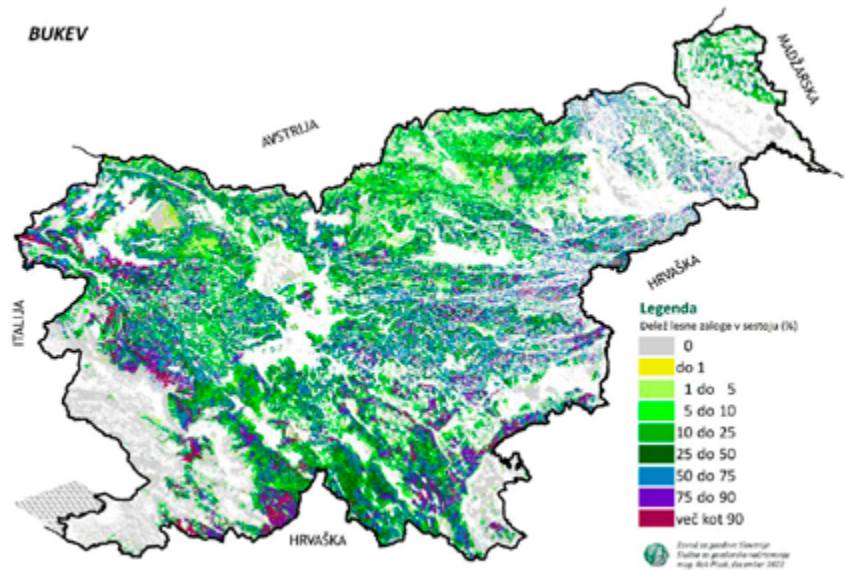 BUKEV
MADŽARSKA
AVSTRIJA
HRVAŠKA
ITALIJA
Legenda
Delež lesne zaloge v sestoju (%)
0
do 1
1 do 5
5 do 10
10 do 25
25 do 50
50 do 75
75 do 90
več kot 90
HRVAŠKA
Zavod za gozdove Slovenije
december 2022